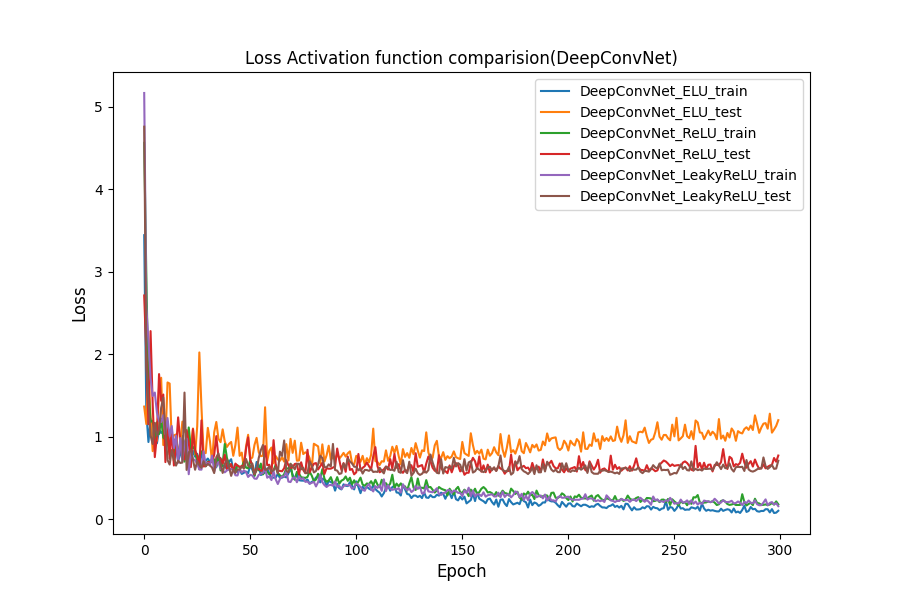 Loss Activation function comparision(DeepConvNet)
DeepConvNet_ELU_train
DeepConvNet_ELU_test
DeepConvNet_ReLU_train
DeepConvNet_ReLU_test
DeepConvNet_LeakyReLU_train
DeepConvNet_LeakyReLU_test
5
4
3
2
1
0
Loss
0 50 100 150 200 250 300
Epoch